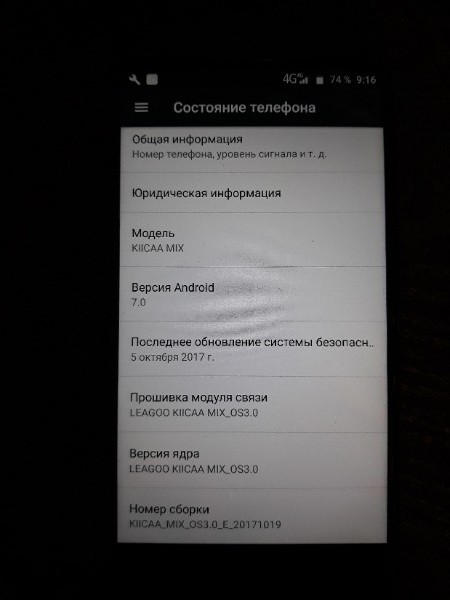 4G 74 % 9:16
Состояние телефона
Общая информация
Номер телефона, уровень сигнала и т. д.
Юридическая информация
Модель
KIICAA MIX
Версия Android
7.0
Последнее обновление системы безопасн..
5 октября 2017 г.
Прошивка модуля связи
LEAGOO KIICAA MIX_OS3.0
Версия ядра
LEAGOO KIICAA MIX_OS3.0
Номер сборки
KIICAA_MIX_OS3.0_E_20171019